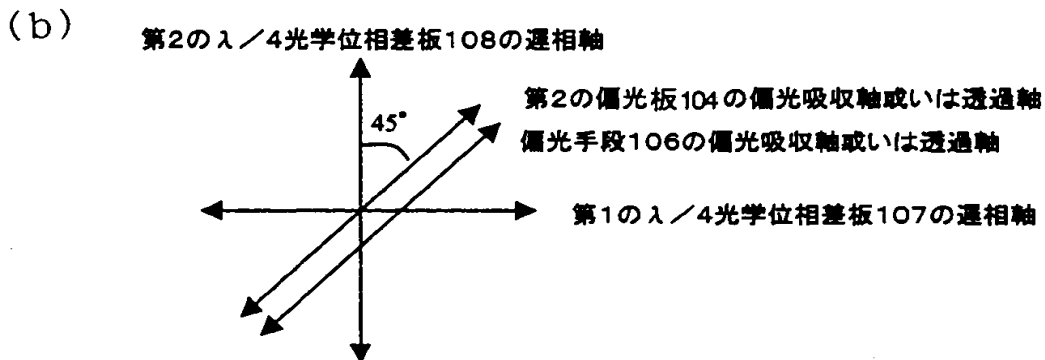 (b)
第2のλ/4光学位相差板108の遅相軸
第2の偏光板104の偏光吸収軸或いは透過軸
45°
偏光手段106の偏光吸収軸或いは透過軸
第1のλ/4光学位相差板107の遅相軸